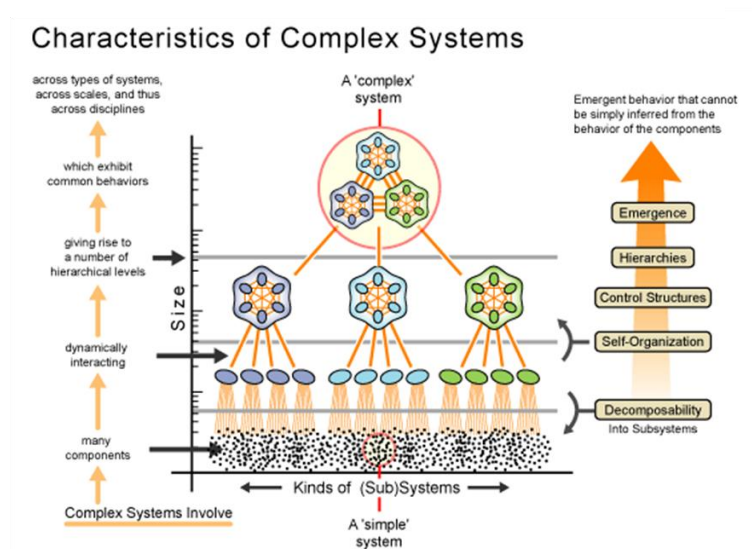 Characteristics of Complex Systems
across types of systems,
across scales, and thus
across disciplines
which exhibit
common behaviors
giving rise to
a number of
hierarchical levels
dynamically
interacting
many
components
Complex Systems Involve
Size
A 'complex'
system
Kinds of (Sub)Systems
A 'simple'
system
Emergent behavior that cannot
be simply inferred from the
behavior of the components
Emergence
Hierarchies
Control Structures
Self-Organization
Decomposability
Into Subsystems